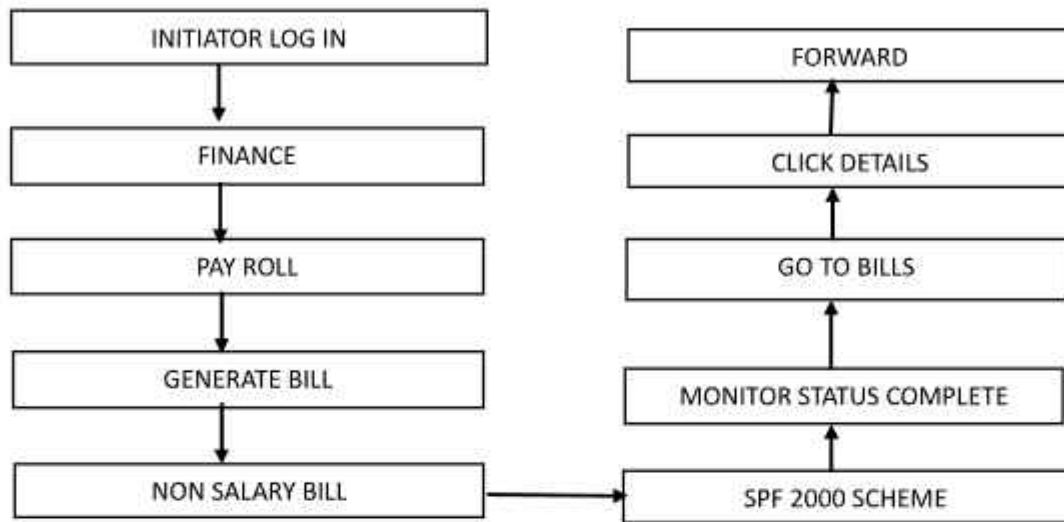 INITIATOR LOG IN
FINANCE
PAY ROLL
GENERATE BILL
NON SALARY BILL
SPF 2000 SCHEME
MONITOR STATUS COMPLETE
GO TO BILLS
CLICK DETAILS
FORWARD